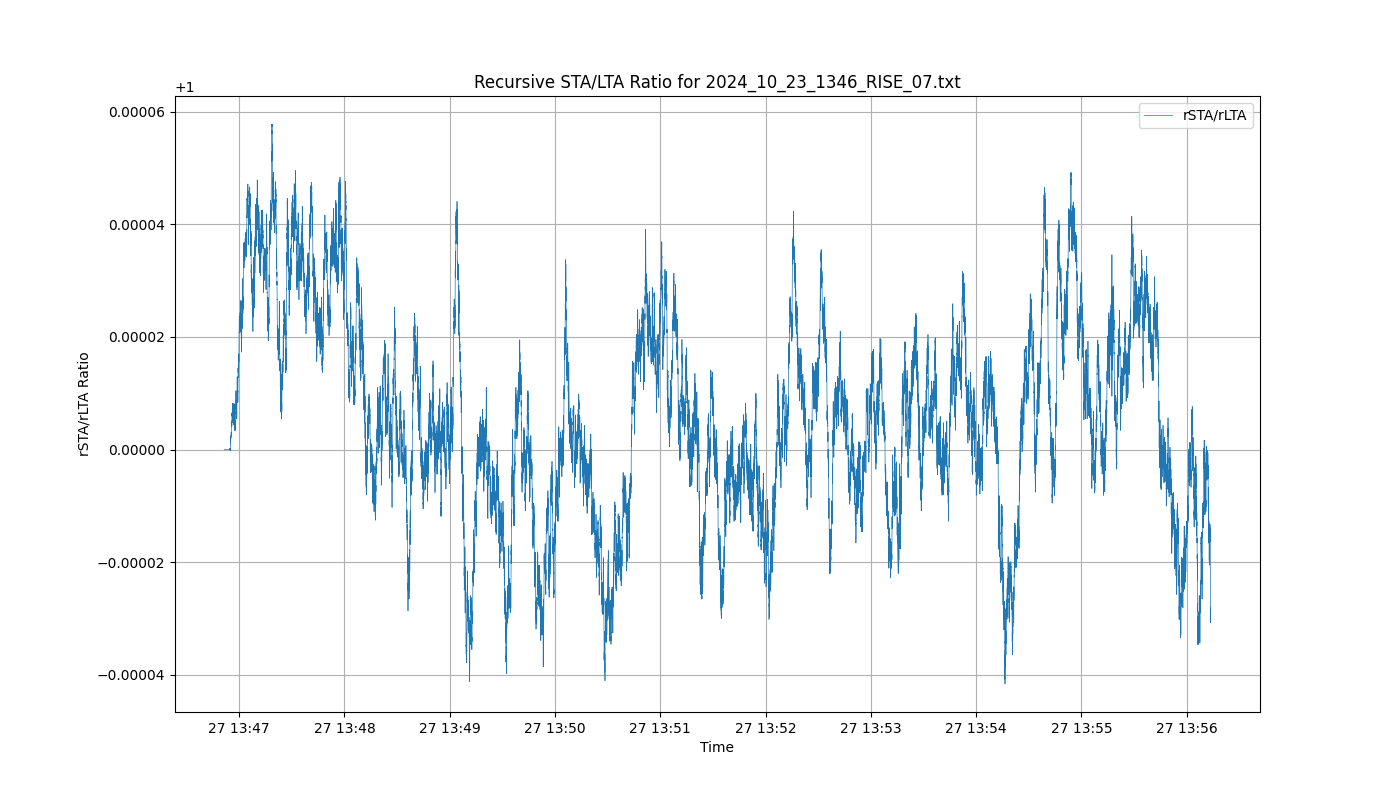 Recursive STA/LTA Ratio for 2024_10_23_1346_RISE_07.txt
+1
rSTA/rLTA
0.00006
0.00004
0.00002
0.00000
−0.00002
−0.00004
rSTA/rLTA Ratio
27 13:47 27 13:48 27 13:49 27 13:50 27 13:51 27 13:52 27 13:53 27 13:54 27 13:55 27 13:56
Time